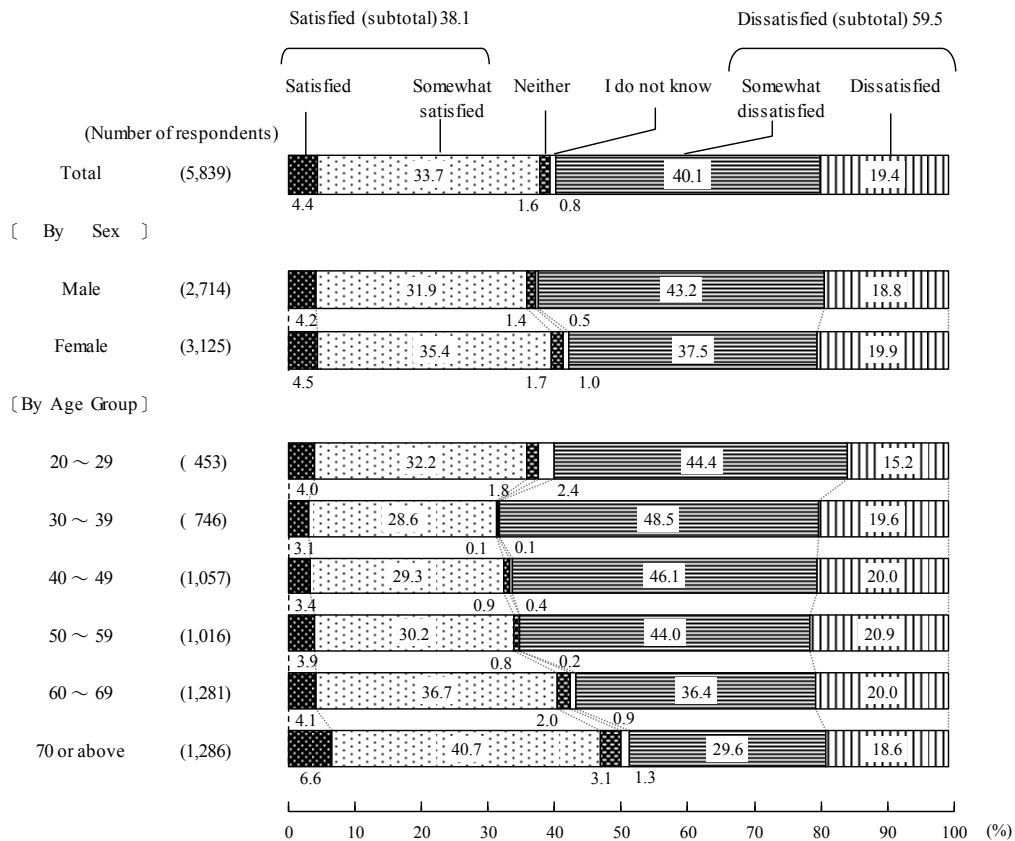 Satisfied (subtotal) 38.1 Dissatisfied (subtotal) 59.5
Satisfied Somewhat satisfied Neither I do not know Somewhat dissatisfied Dissatisfied
(Number of respondents)
Total (5,839) 33.7 40.1 19.4
4.4 1.6 0.8
〔 By Sex 〕
Male (2,714) 31.9 43.2 18.8
4.2 1.4 0.5
Female (3,125) 35.4 37.5 19.9
4.5 1.7 1.0
〔By Age Group〕
20 ~ 29 ( 453) 32.2 44.4 15.2
4.0 1.8 2.4
30 ~ 39 ( 746) 28.6 48.5 19.6
3.1 0.1 0.1
40 ~ 49 (1,057) 29.3 46.1 20.0
3.4 0.9 0.4
50 ~ 59 (1,016) 30.2 44.0 20.9
3.9 0.8 0.2
60 ~ 69 (1,281) 36.7 36.4 20.0
4.1 2.0 0.9
70 or above (1,286) 40.7 29.6 18.6
6.6 3.1 1.3
0 10 20 30 40 50 60 70 80 90 100 (%)